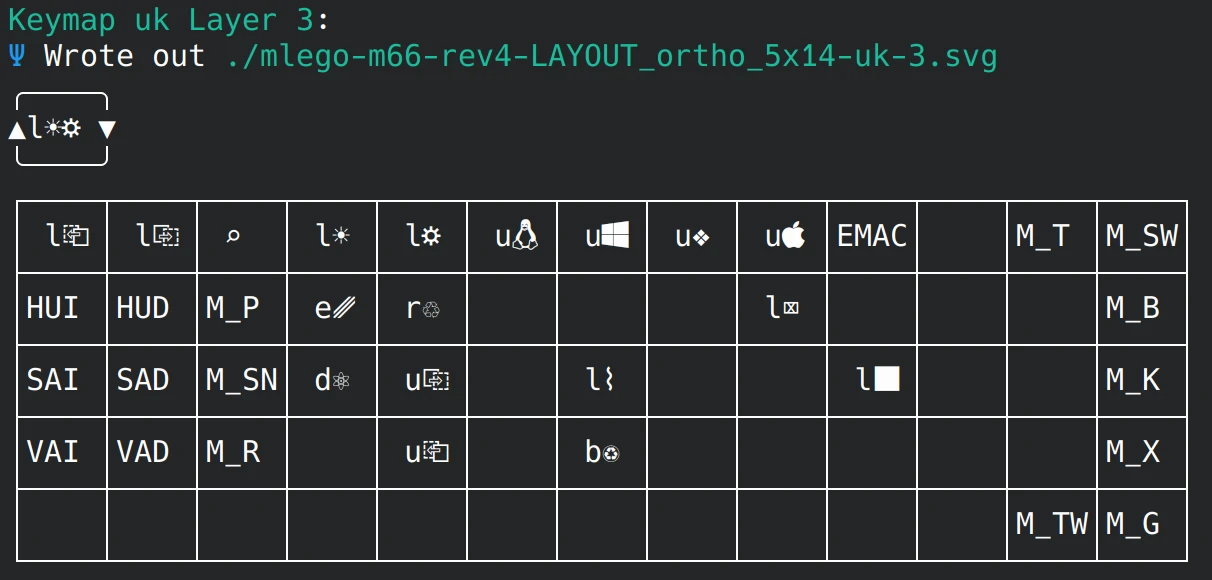 Keymap uk Layer 3:
Ψ Wrote out ./mlego-m66-rev4-LAYOUT_ortho_5x14-uk-3.svg
▲l☀⛭ ▼
l⮺ l⮻ ⌕ l☀ l⛭ u🐧 u⊞ u❖ u🍎 EMAC M_T M_SW
HUI HUD M_P e␥ r♲ l⌧ M_B
SAI SAD M_SN d⚛ u⮻ l⌇ l■ M_K
VAI VAD M_R u⮺ b♼ M_X
M_TW M_G